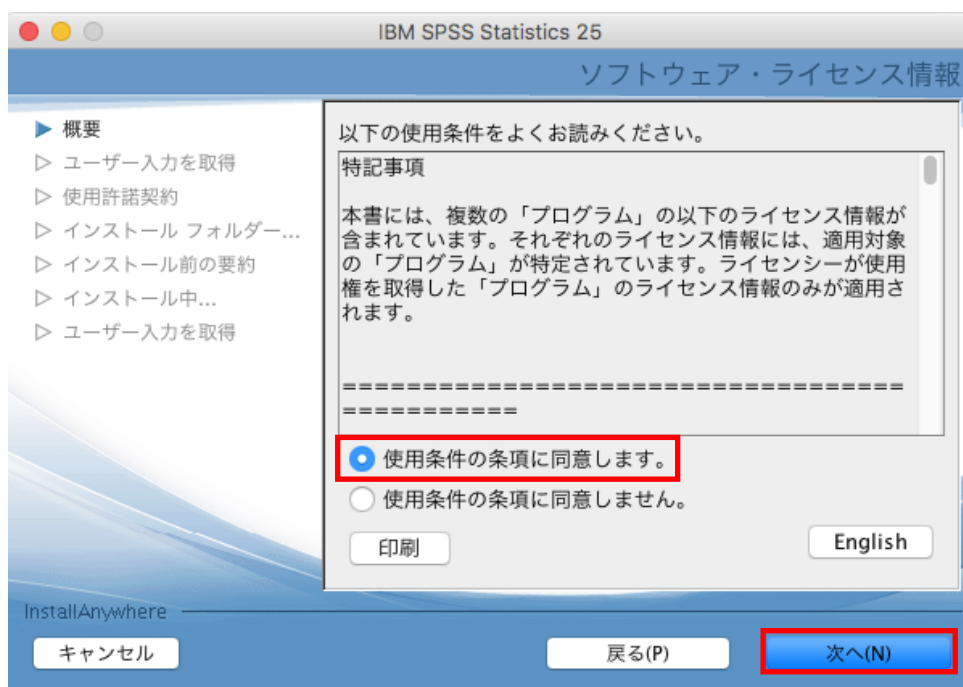 IBM SPSS Statistics 25
ソフトウェア・ライセンス情報
概要
ユーザー入力を取得
使用許諾契約
インストール フォルダー...
インストール前の要約
インストール中...
ユーザー入力を取得
以下の使用条件をよくお読みください。
特記事項
本書には、複数の「プログラム」の以下のライセンス情報が
含まれています。それぞれのライセンス情報には、適用対象
の「プログラム」が特定されています。ライセンシーが使用
権を取得した「プログラム」のライセンス情報のみが適用さ
れます。
===================================
===========
使用条件の条項に同意します。
使用条件の条項に同意しません。
印刷
English
InstallAnywhere
キャンセル
戻る(P)
次へ(N)